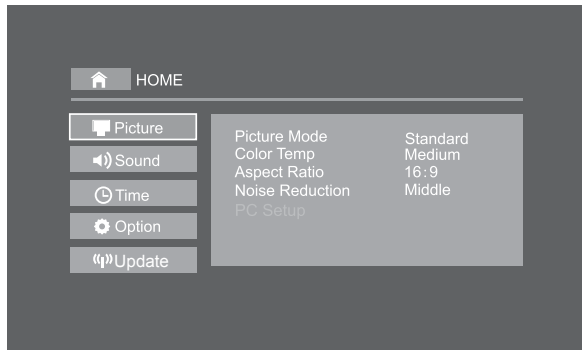 HOME
Picture
Sound
Time
Option
Update
Picture Mode Standard
Color Temp Medium
Aspect Ratio 16:9
Noise Reduction Middle
PC Setup